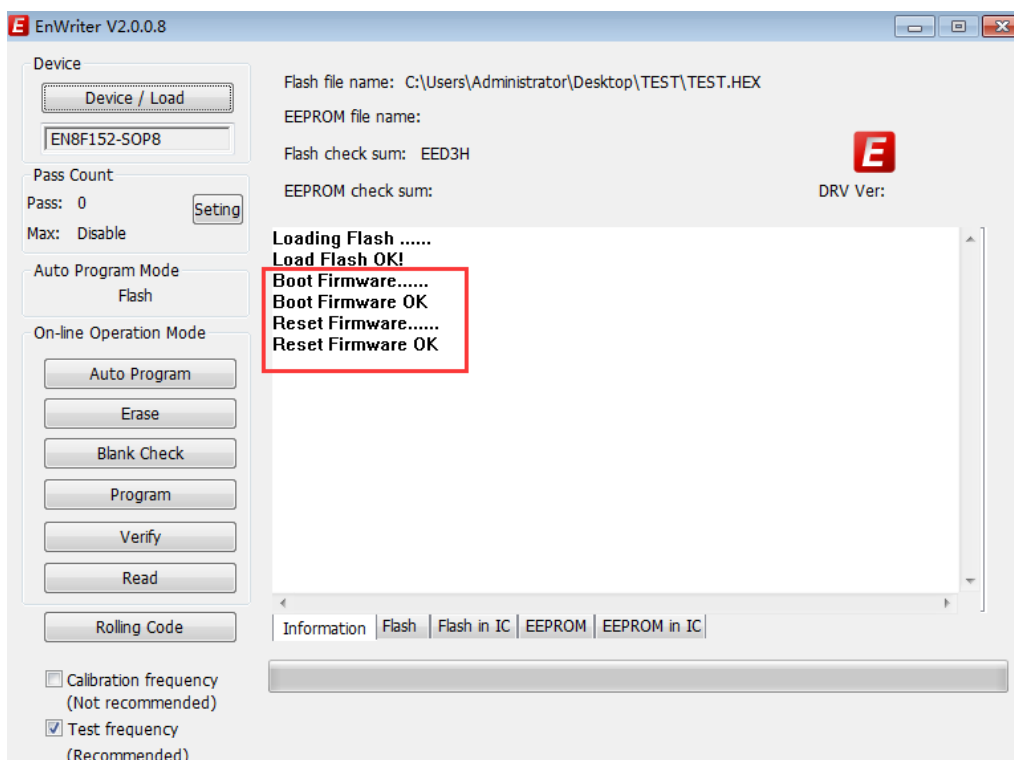 EnWriter V2.0.0.8
Device
Device / Load
EN8F152-SOP8
Pass Count
Pass: 0
Seting
Max: Disable
Auto Program Mode
Flash
On-line Operation Mode
Auto Program
Erase
Blank Check
Program
Verify
Read
Rolling Code
Calibration frequency
(Not recommended)
Test frequency
(Recommended)
Flash file name: C:\Users\Administrator\Desktop\TEST\TEST.HEX
EEPROM file name:
Flash check sum: EED3H
EEPROM check sum:
E
DRV Ver:
Loading Flash ......
Load Flash OK!
Boot Firmware......
Boot Firmware OK
Reset Firmware......
Reset Firmware OK
Information Flash Flash in IC EEPROM EEPROM in IC